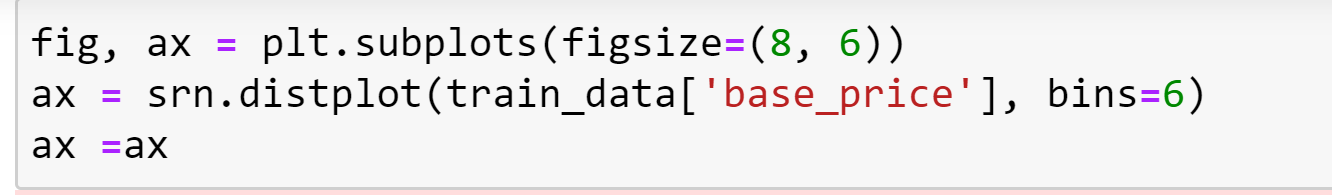 fig, ax = plt.subplots(figsize=(8, 6))
ax = srn.distplot(train_data['base_price'], bins=6)
ax =ax